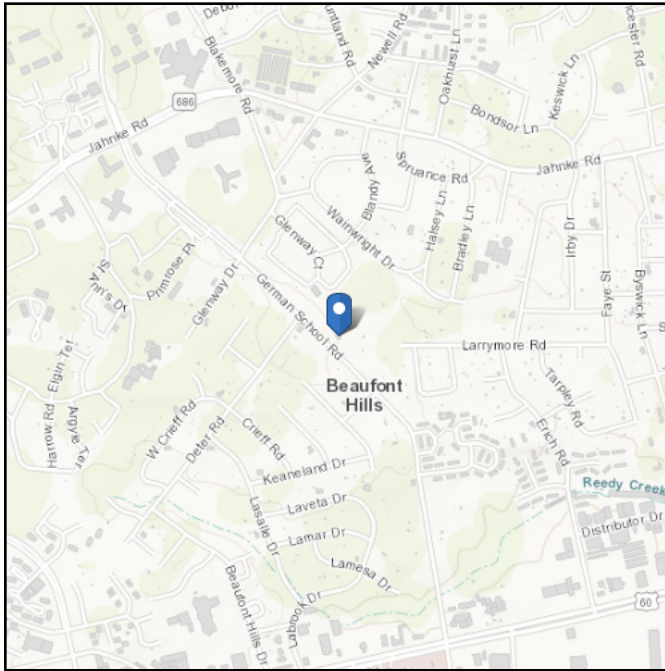 Blakemore Rd
Newell Rd
Oakhurst Ln
Keswick Ln
Bondsor Ln
686
Jahnke Rd
Jahnke Rd
Spruance Rd
Blandy Ave
Wainwright Dr
Halsey Ln
Bradley Ln
Irby Dr
Faye St
Byswick Ln
Glenway Ct
Primrose Pl
Glenway Dr
German School Rd
Larrymore Rd
Elgin Ter
Harrow Rd
Argyle Ter
Beaufont
Hills
Tarpley Rd
Erich Rd
W Crieff Rd
Deter Rd
Crieff Rd
Keaneland Dr
Reedy Creek
Lasalle Dr
Laveta Dr
Distributor Dr
Lamar Dr
Lamesa Dr
Labrook Dr
Beaufont Hills Dr
60